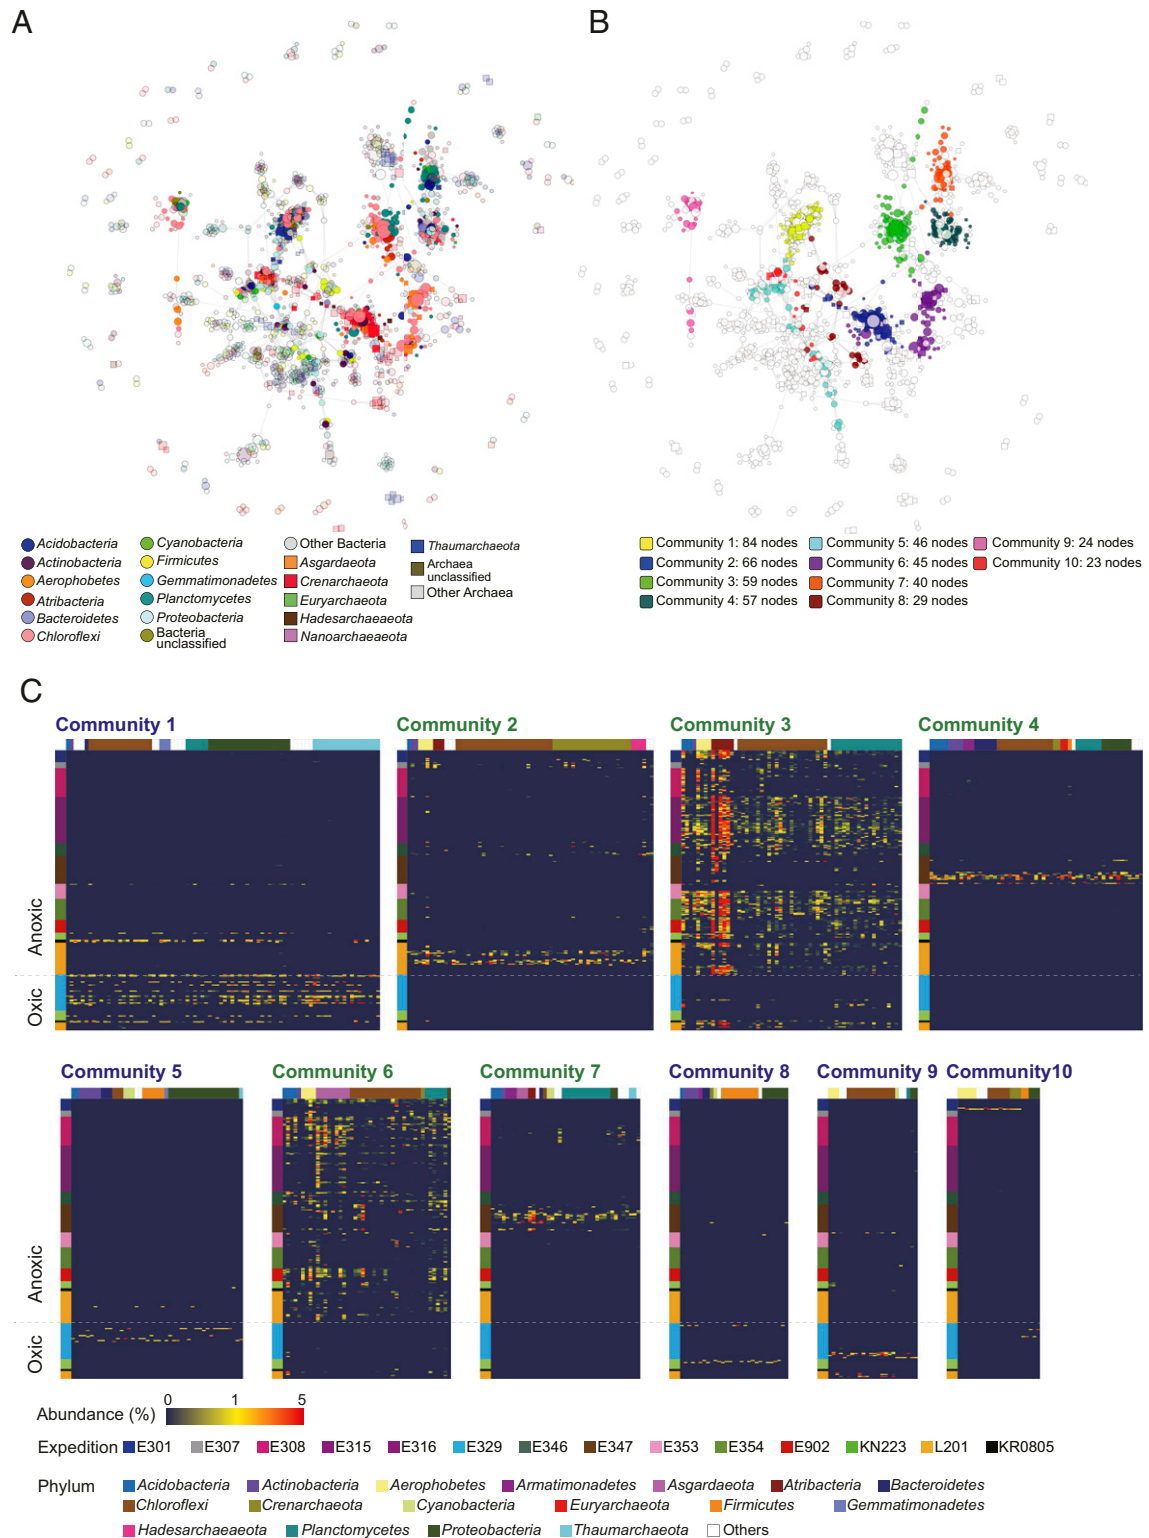 A
B
Acidobacteria
Actinobacteria
Aerophobetes
Atribacteria
Bacteroidetes
Chloroflexi
Cyanobacteria
Firmicutes
Gemmatimonadetes
Planctomycetes
Proteobacteria
Bacteria
unclassified
Other Bacteria
Asgardaeota
Crenarchaeota
Euryarchaeota
Hadesarchaeaeota
Nanoarchaeaeota
Thaumarchaeota
Archaea
unclassified
Other Archaea
Community 1: 84 nodes
Community 2: 66 nodes
Community 3: 59 nodes
Community 4: 57 nodes
Community 5: 46 nodes
Community 6: 45 nodes
Community 7: 40 nodes
Community 8: 29 nodes
Community 9: 24 nodes
Community 10: 23 nodes
C
Community 1
Community 2
Community 3
Community 4
Anoxic
Oxic
Community 5
Community 6
Community 7
Community 8
Community 9
Community10
Anoxic
Oxic
Abundance (%)
0 1 5
Expedition E301 E307 E308 E315 E316 E329 E346 E347 E353 E354 E902 KN223 L201 KR0805
Phylum Acidobacteria Actinobacteria Aerophobetes Armatimonadetes Asgardaeota Atribacteria Bacteroidetes
Chloroflexi Crenarchaeota Cyanobacteria Euryarchaeota Firmicutes Gemmatimonadetes
Hadesarchaeaeota Planctomycetes Proteobacteria Thaumarchaeota Others